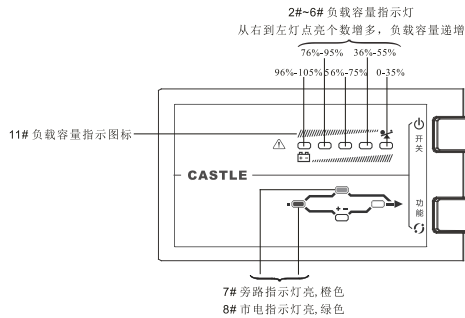 2#~6# 负载容量指示灯
从右到左灯点亮个数增多，负载容量递增
76%-95% 36%-55%
96%-105% 56%-75% 0-35%
11# 负载容量指示图标
开关
CASTLE
功能
+ -
7# 旁路指示灯亮,橙色
8# 市电指示灯亮,绿色